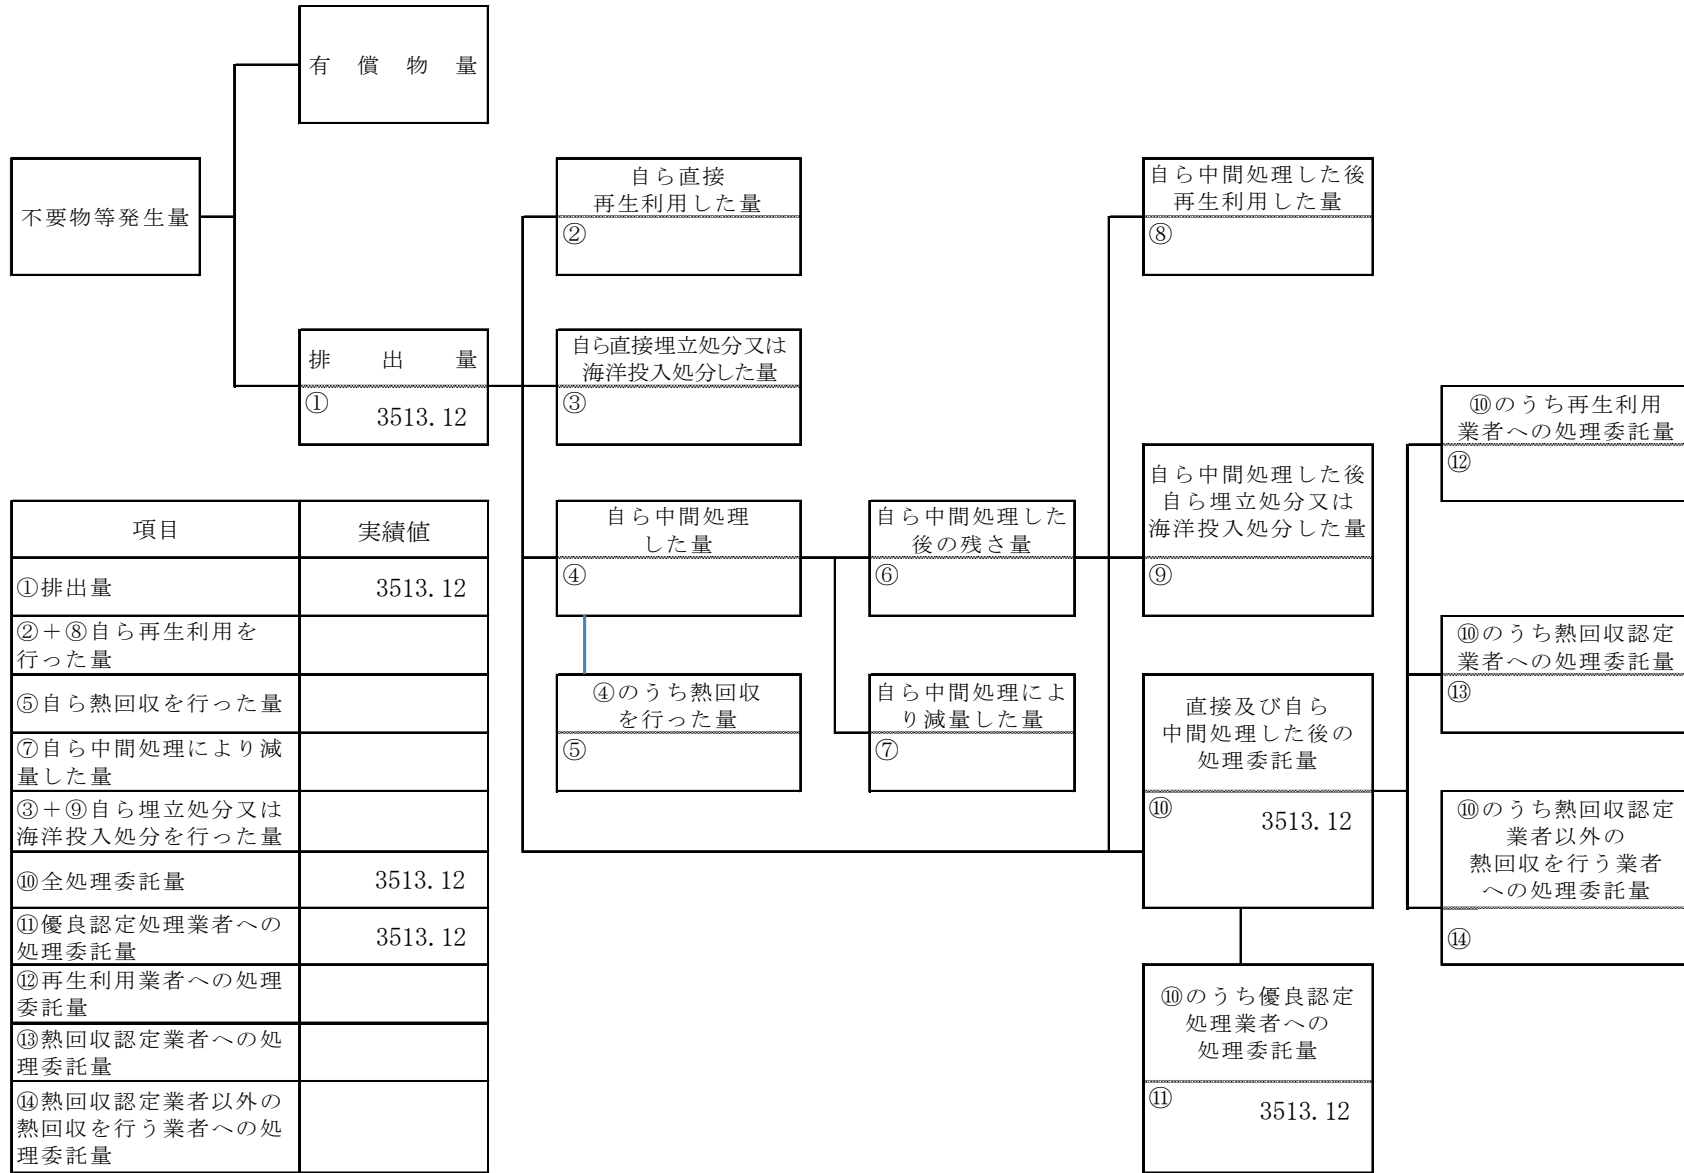 有償物量
不要物等発生量
排出量
①
3513.12
自ら直接
再生利用した量
②
自ら直接埋立処分又は
海洋投入処分した量
③
自ら中間処理
した量
④
④のうち熱回収
を行った量
⑤
自ら中間処理した
後の残さ量
⑥
自ら中間処理によ
り減量した量
⑦
自ら中間処理した後
再生利用した量
⑧
自ら中間処理した後
自ら埋立処分又は
海洋投入処分した量
⑨
直接及び自ら
中間処理した後の
処理委託量
⑩
3513.12
⑩のうち優良認定
処理業者への
処理委託量
⑪
3513.12
⑩のうち再生利用
業者への処理委託量
⑫
⑩のうち熱回収認定
業者への処理委託量
⑬
⑩のうち熱回収認定
業者以外の
熱回収を行う業者
への処理委託量
⑭
項目 実績値
①排出量 3513.12
②+⑧自ら再生利用を
行った量
⑤自ら熱回収を行った量
⑦自ら中間処理により減
量した量
③+⑨自ら埋立処分又は
海洋投入処分を行った量
⑩全処理委託量 3513.12
⑪優良認定処理業者への
処理委託量 3513.12
⑫再生利用業者への処理
委託量
⑬熱回収認定業者への処
理委託量
⑭熱回収認定業者以外の
熱回収を行う業者への処
理委託量